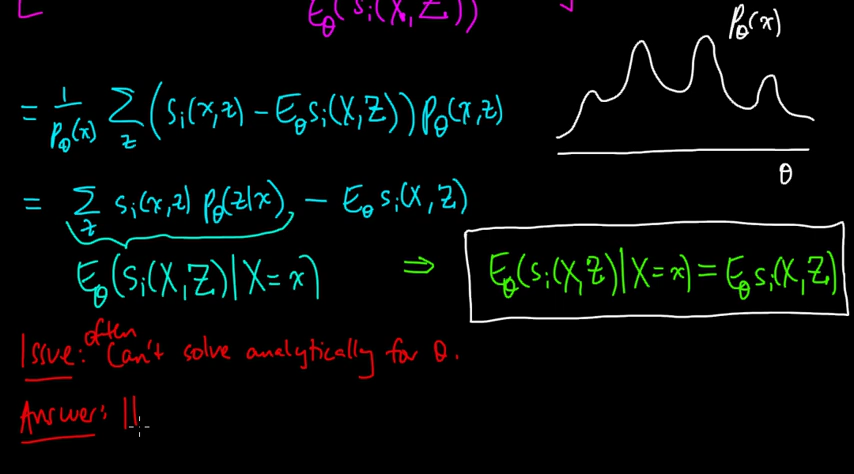 E_θ(s_i(X,Z))
p_θ(x)
= 1/p_θ(x) Σ_z (s_i(x,z) − E_θ s_i(X,Z)) p_θ(x,z)
θ
= Σ_z s_i(x,z) p_θ(z|x) − E_θ s_i(X,Z)
E_θ(s_i(X,Z)|X=x) ⇒ E_θ(s_i(X,Z)|X=x) = E_θ s_i(X,Z)
Issue: often Can't solve analytically for θ.
Answer: